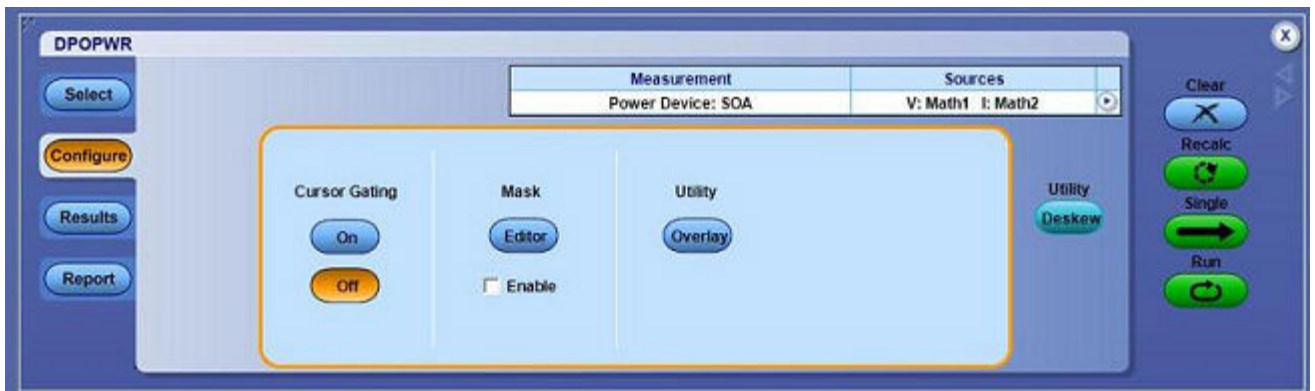 DPOPWR
Select
Configure
Results
Report
Measurement Sources
Power Device: SOA V: Math1 I: Math2
Cursor Gating
On
Off
Mask
Editor
Enable
Utility
Overlay
Utility
Deskew
X
Clear
Recalc
Single
Run